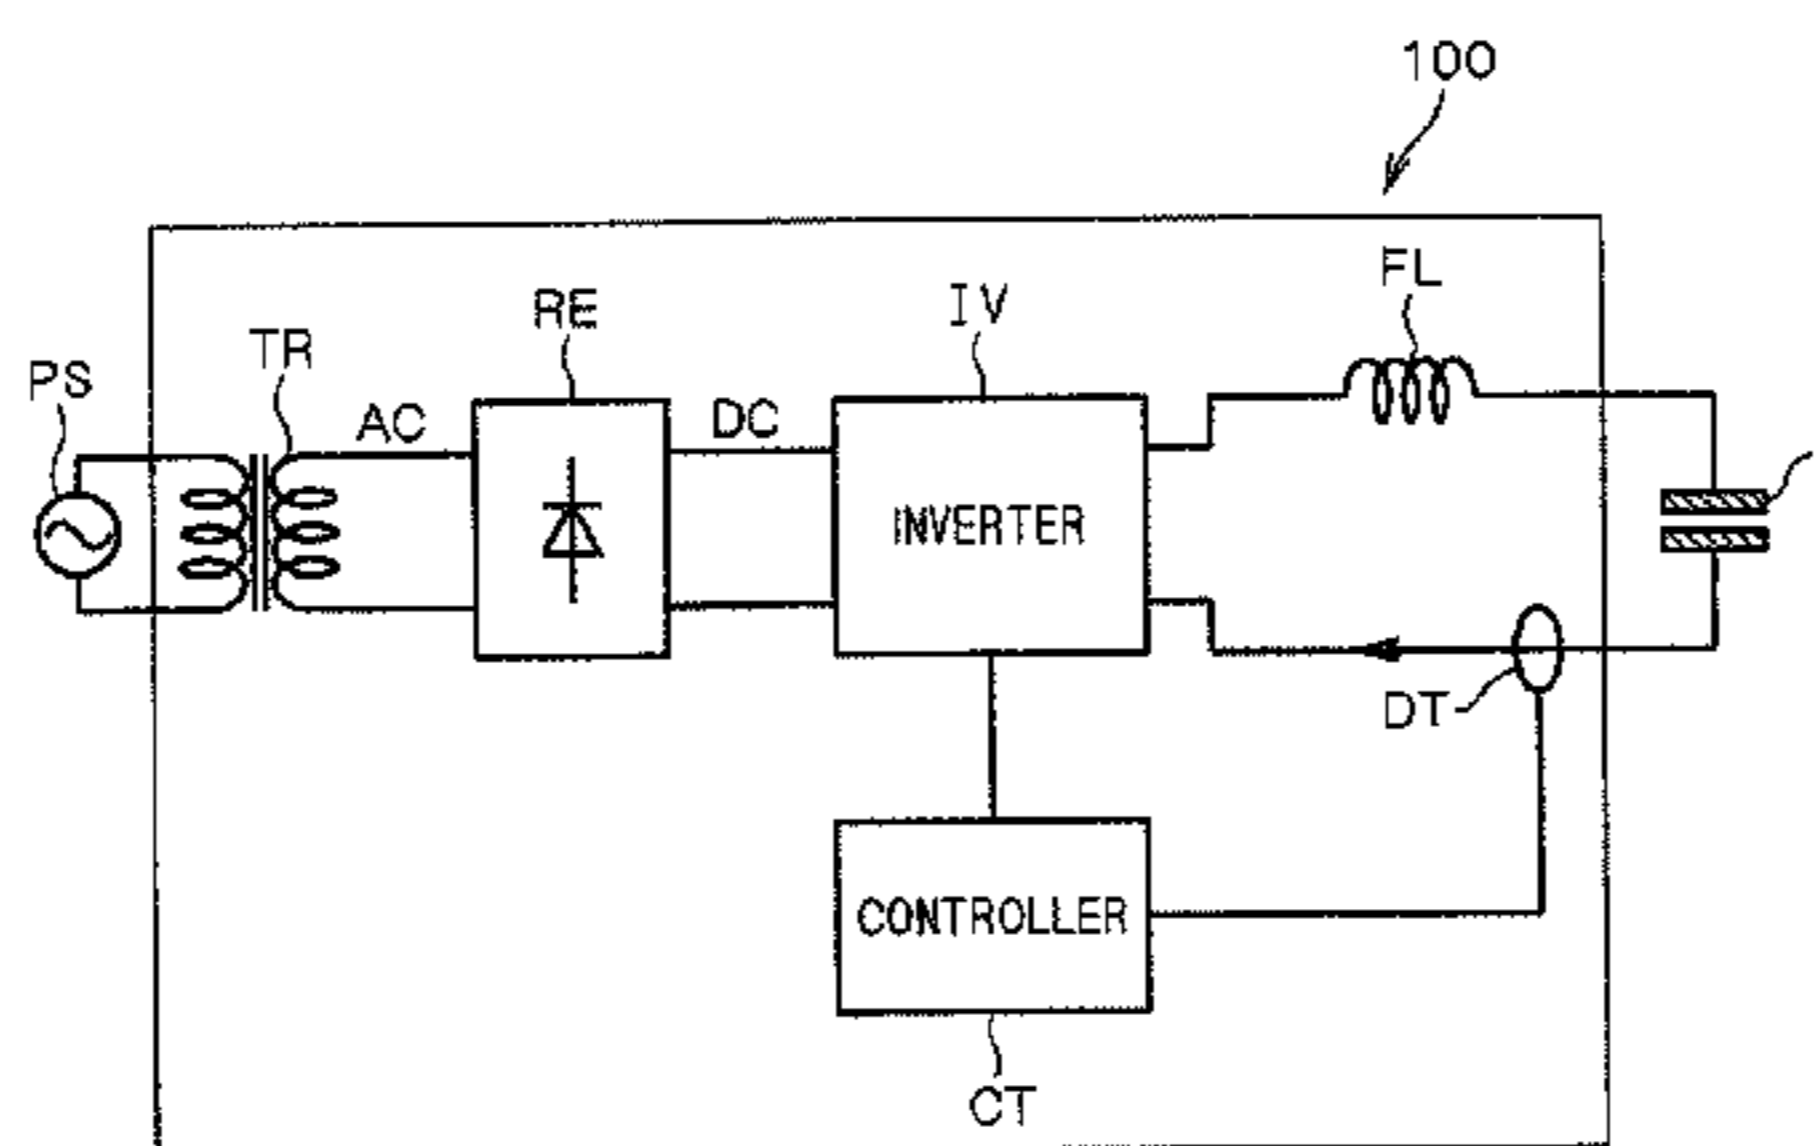 100
FL
IV
RE
TR
PS
AC
DC
INVERTER
DT
CONTROLLER
CT